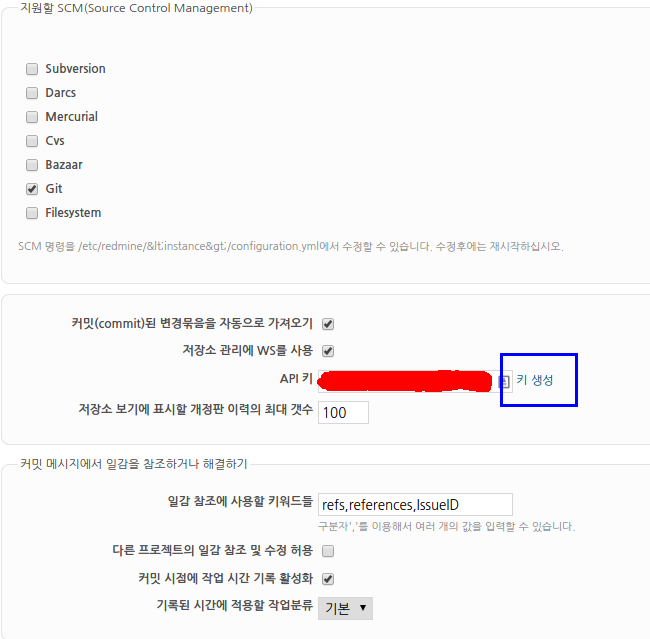 지원할 SCM(Source Control Management)
Subversion
Darcs
Mercurial
Cvs
Bazaar
Git
Filesystem
SCM 명령을 /etc/redmine/&lt;instance&gt;/configuration.yml에서 수정할 수 있습니다. 수정후에는 재시작하십시오.
커밋(commit)된 변경묶음을 자동으로 가져오기
저장소 관리에 WS를 사용
API 키 키 생성
저장소 보기에 표시할 개정판 이력의 최대 갯수 100
커밋 메시지에서 일감을 참조하거나 해결하기
일감 참조에 사용할 키워드들 refs,references,IssueID
구분자','를 이용해서 여러 개의 값을 입력할 수 있습니다.
다른 프로젝트의 일감 참조 및 수정 허용
커밋 시점에 작업 시간 기록 활성화
기록된 시간에 적용할 작업분류 기본